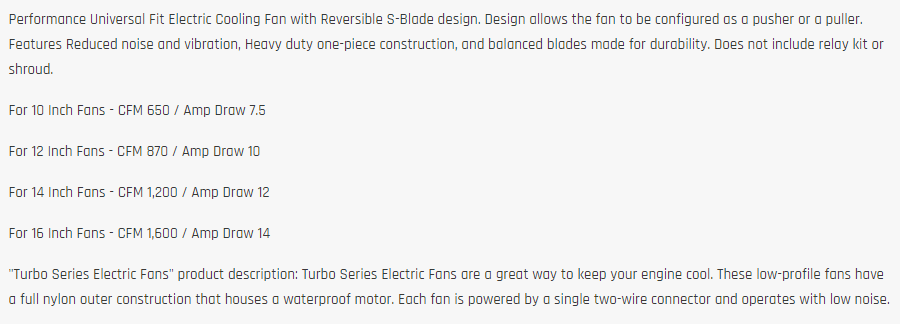 Performance Universal Fit Electric Cooling Fan with Reversible S-Blade design. Design allows the fan to be configured as a pusher or a puller.
Features Reduced noise and vibration, Heavy duty one-piece construction, and balanced blades made for durability. Does not include relay kit or
shroud.
For 10 Inch Fans - CFM 650 / Amp Draw 7.5
For 12 Inch Fans - CFM 870 / Amp Draw 10
For 14 Inch Fans - CFM 1,200 / Amp Draw 12
For 16 Inch Fans - CFM 1,600 / Amp Draw 14
"Turbo Series Electric Fans" product description: Turbo Series Electric Fans are a great way to keep your engine cool. These low-profile fans have
a full nylon outer construction that houses a waterproof motor. Each fan is powered by a single two-wire connector and operates with low noise.